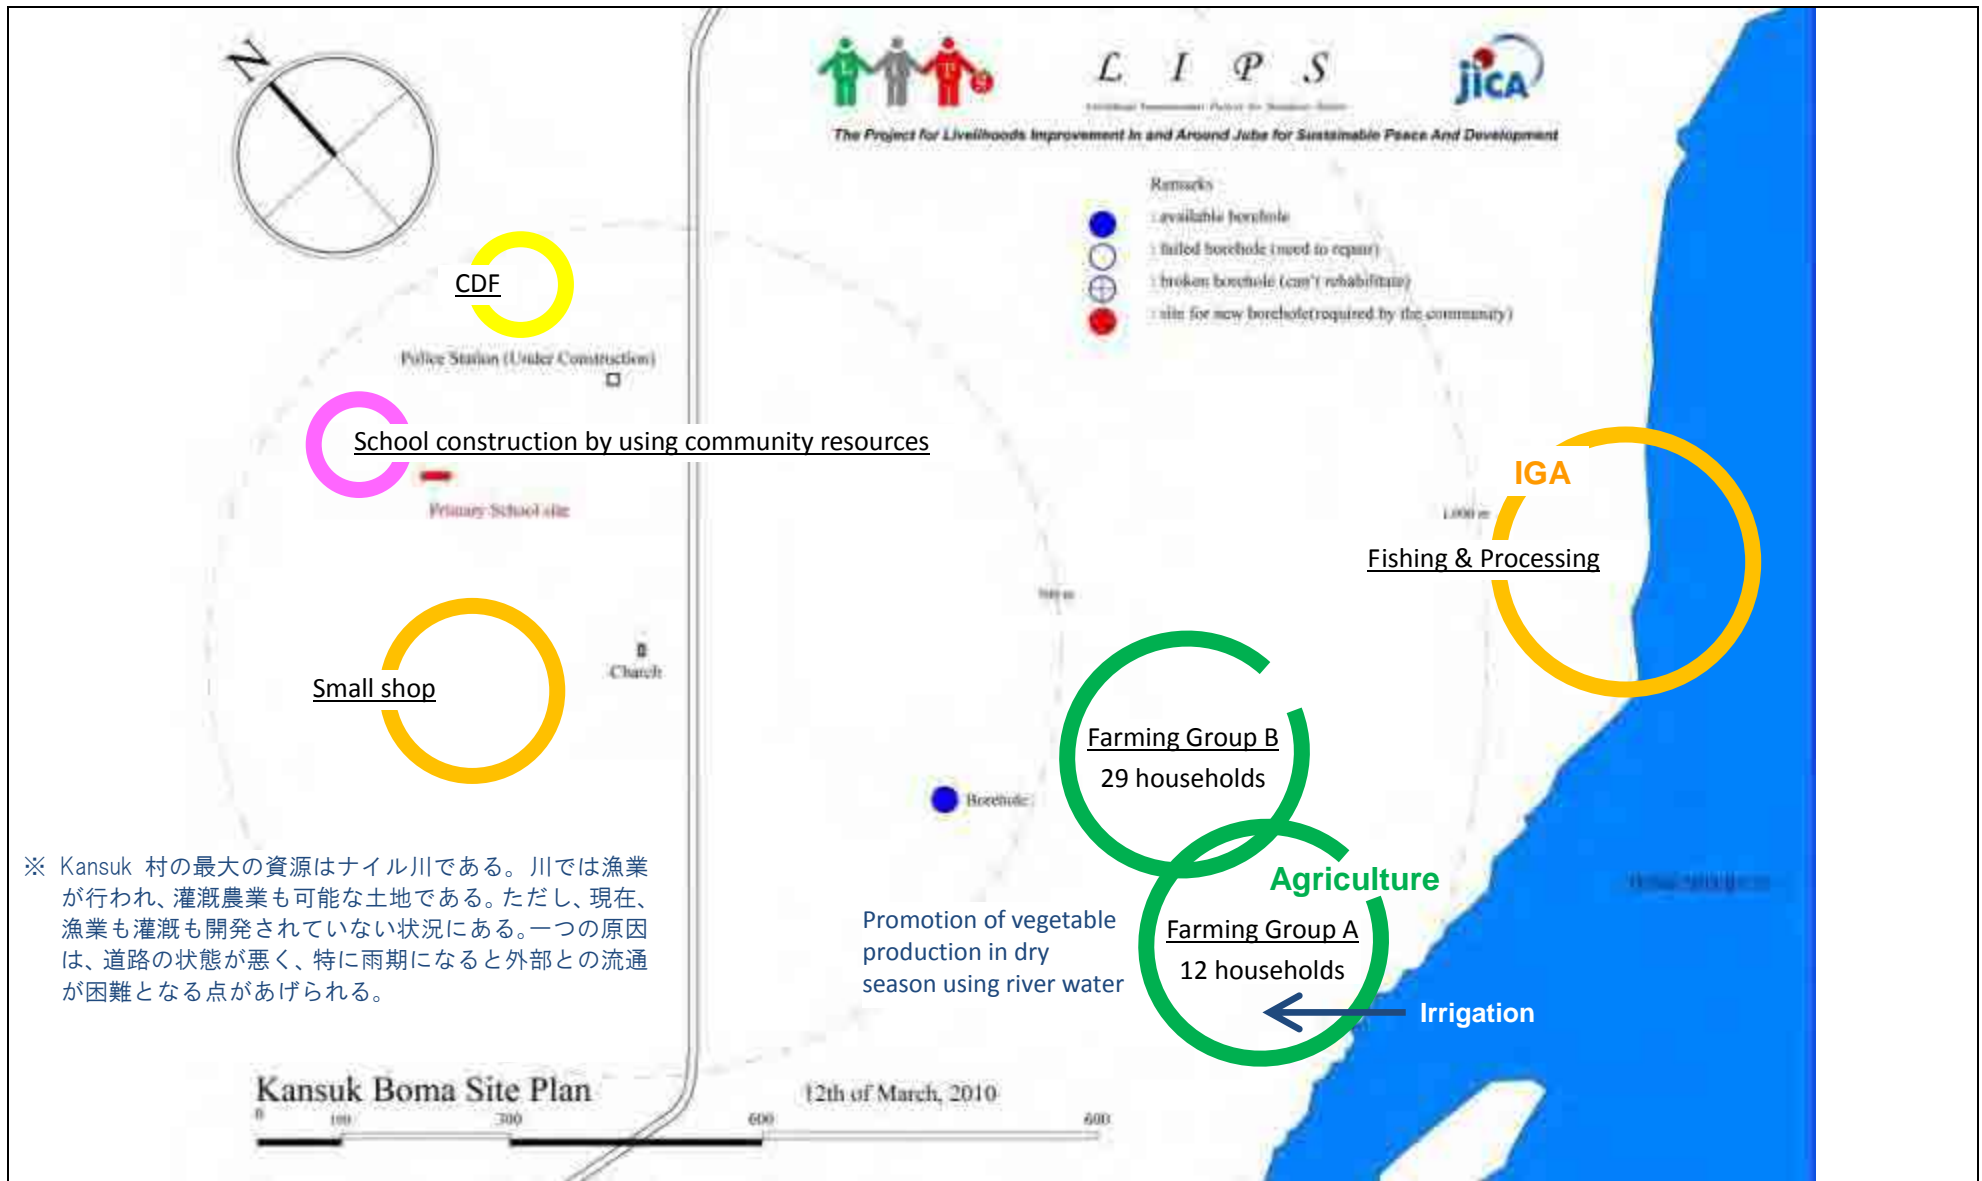 N
L I P S
jica
The Project for Livelihoods Improvement In and Around Juba for Sustainable Peace And Development
Remarks
: available borehole
: failed borehole (need to repair)
: broken borehole (can't rehabilitate)
: site for new borehole(required by the community)
CDF
Police Station (Under Construction)
School construction by using community resources
Primary School site
IGA
1,000 m
Fishing & Processing
500 m
Church
Small shop
Farming Group B
29 households
Borehole
Agriculture
Farming Group A
12 households
Promotion of vegetable
production in dry
season using river water
Irrigation
※ Kansuk 村の最大の資源はナイル川である。川では漁業
が行われ、灌漑農業も可能な土地である。ただし、現在、
漁業も灌漑も開発されていない状況にある。一つの原因
は、道路の状態が悪く、特に雨期になると外部との流通
が困難となる点があげられる。
Kansuk Boma Site Plan
12th of March, 2010
0 100 300 600 600